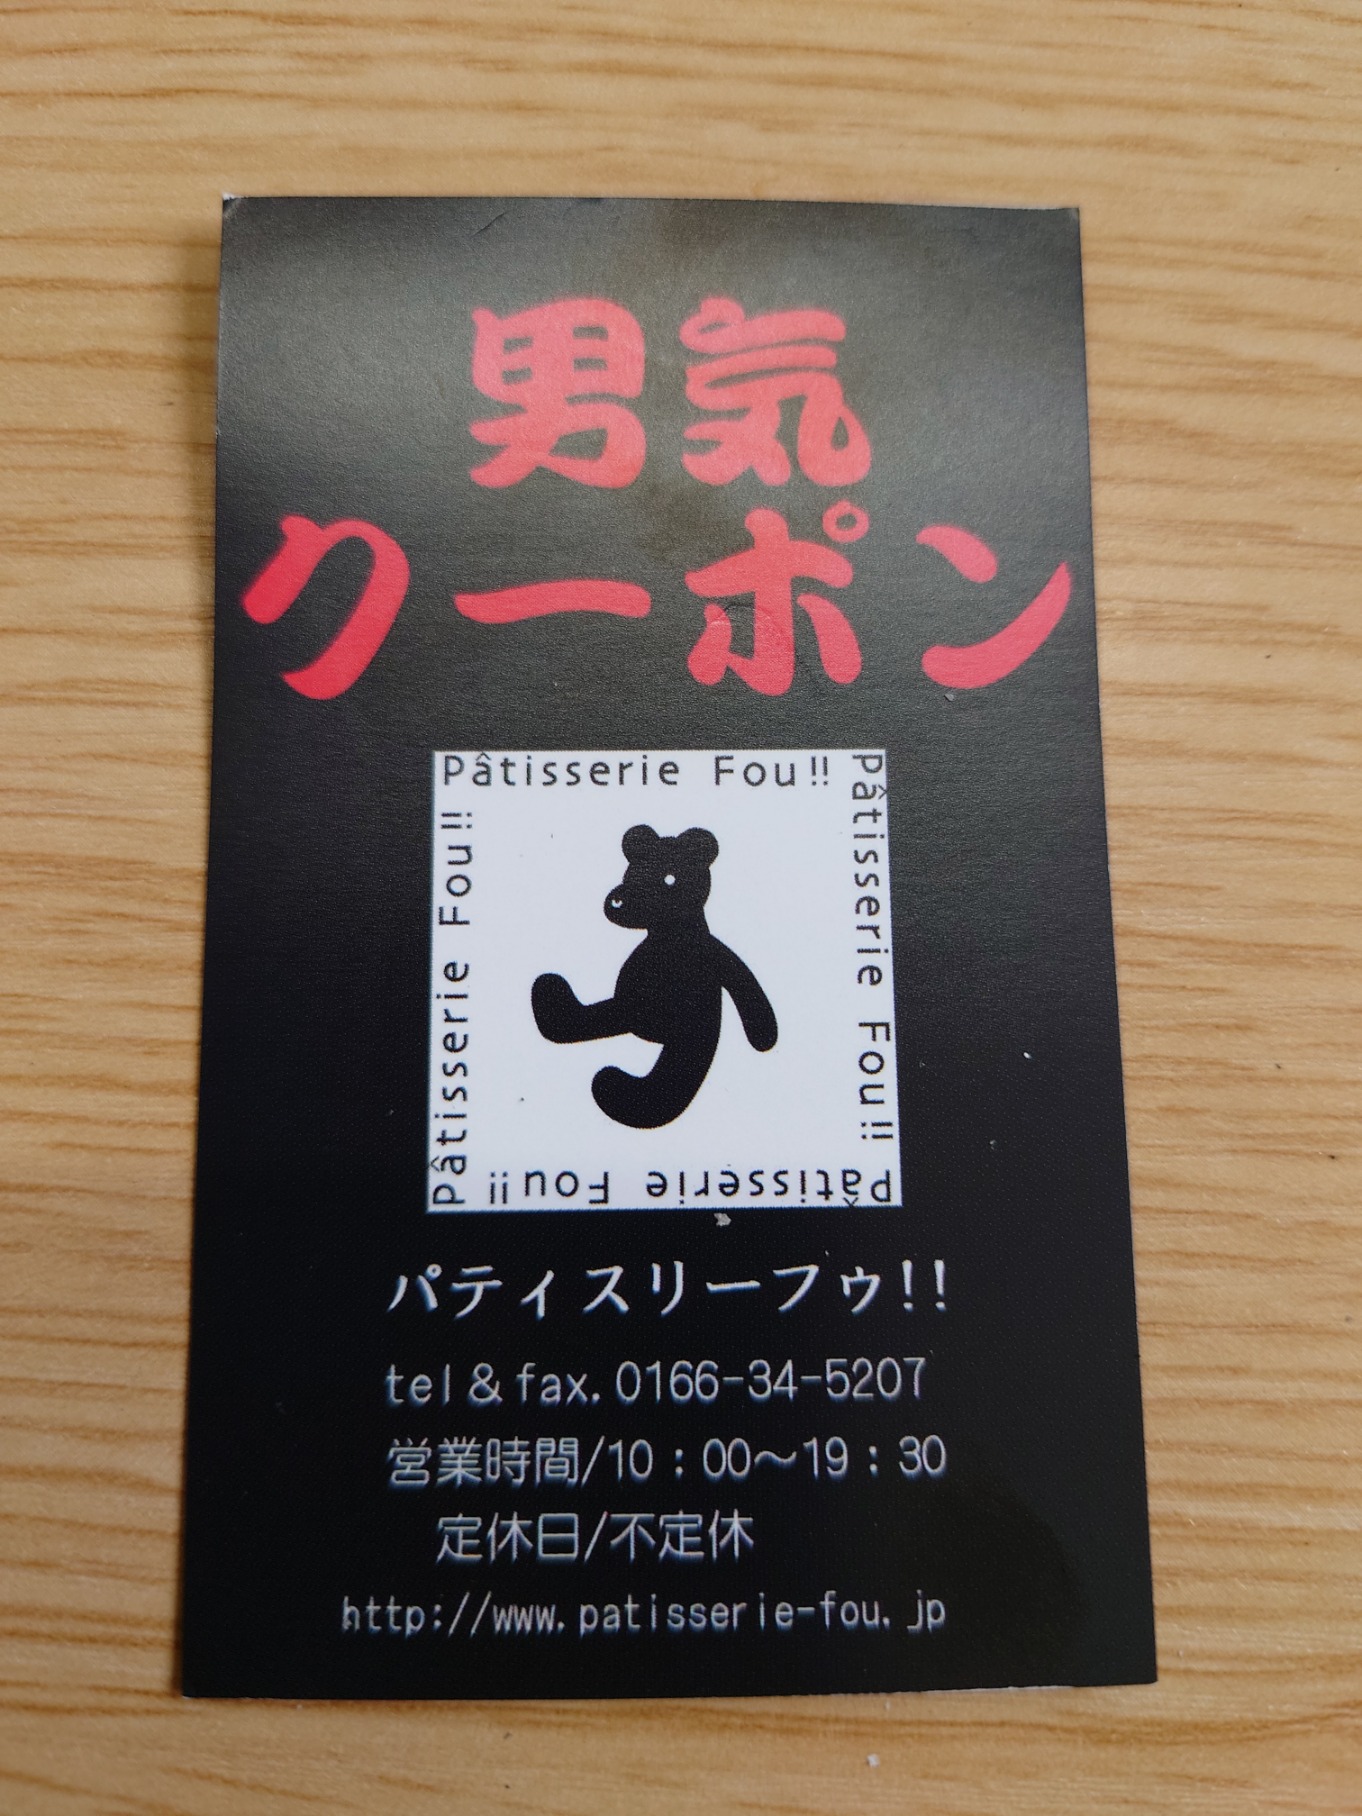 男気
クーポン
Pâtisserie Fou!!
Pâtisserie Fou!!
Pâtisserie Fou!!
Pâtisserie Fou!!
パティスリーフゥ!!
tel＆fax.0166-34-5207
営業時間/10：00～19：30
定休日/不定休
http://www.patisserie-fou.jp